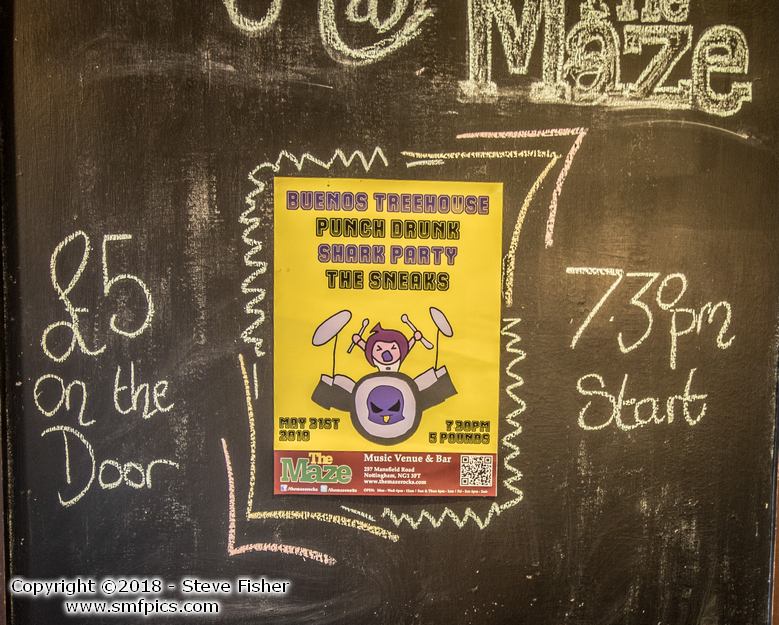 @ The
Maze
BUENOS TREEHOUSE
PUNCH DRUNK
SHARK PARTY
THE SNEAKS
£5
on the
Door
7.30pm
Start
MAY 31ST
2018
7 30PM
5 POUNDS
The
Maze
Music Venue & Bar
257 Mansfield Road
Nottingham, NG1 3FT
www.themazerocks.com
/themazerocks
/themazerocks
Copyright ©2018 - Steve Fisher
www.smfpics.com